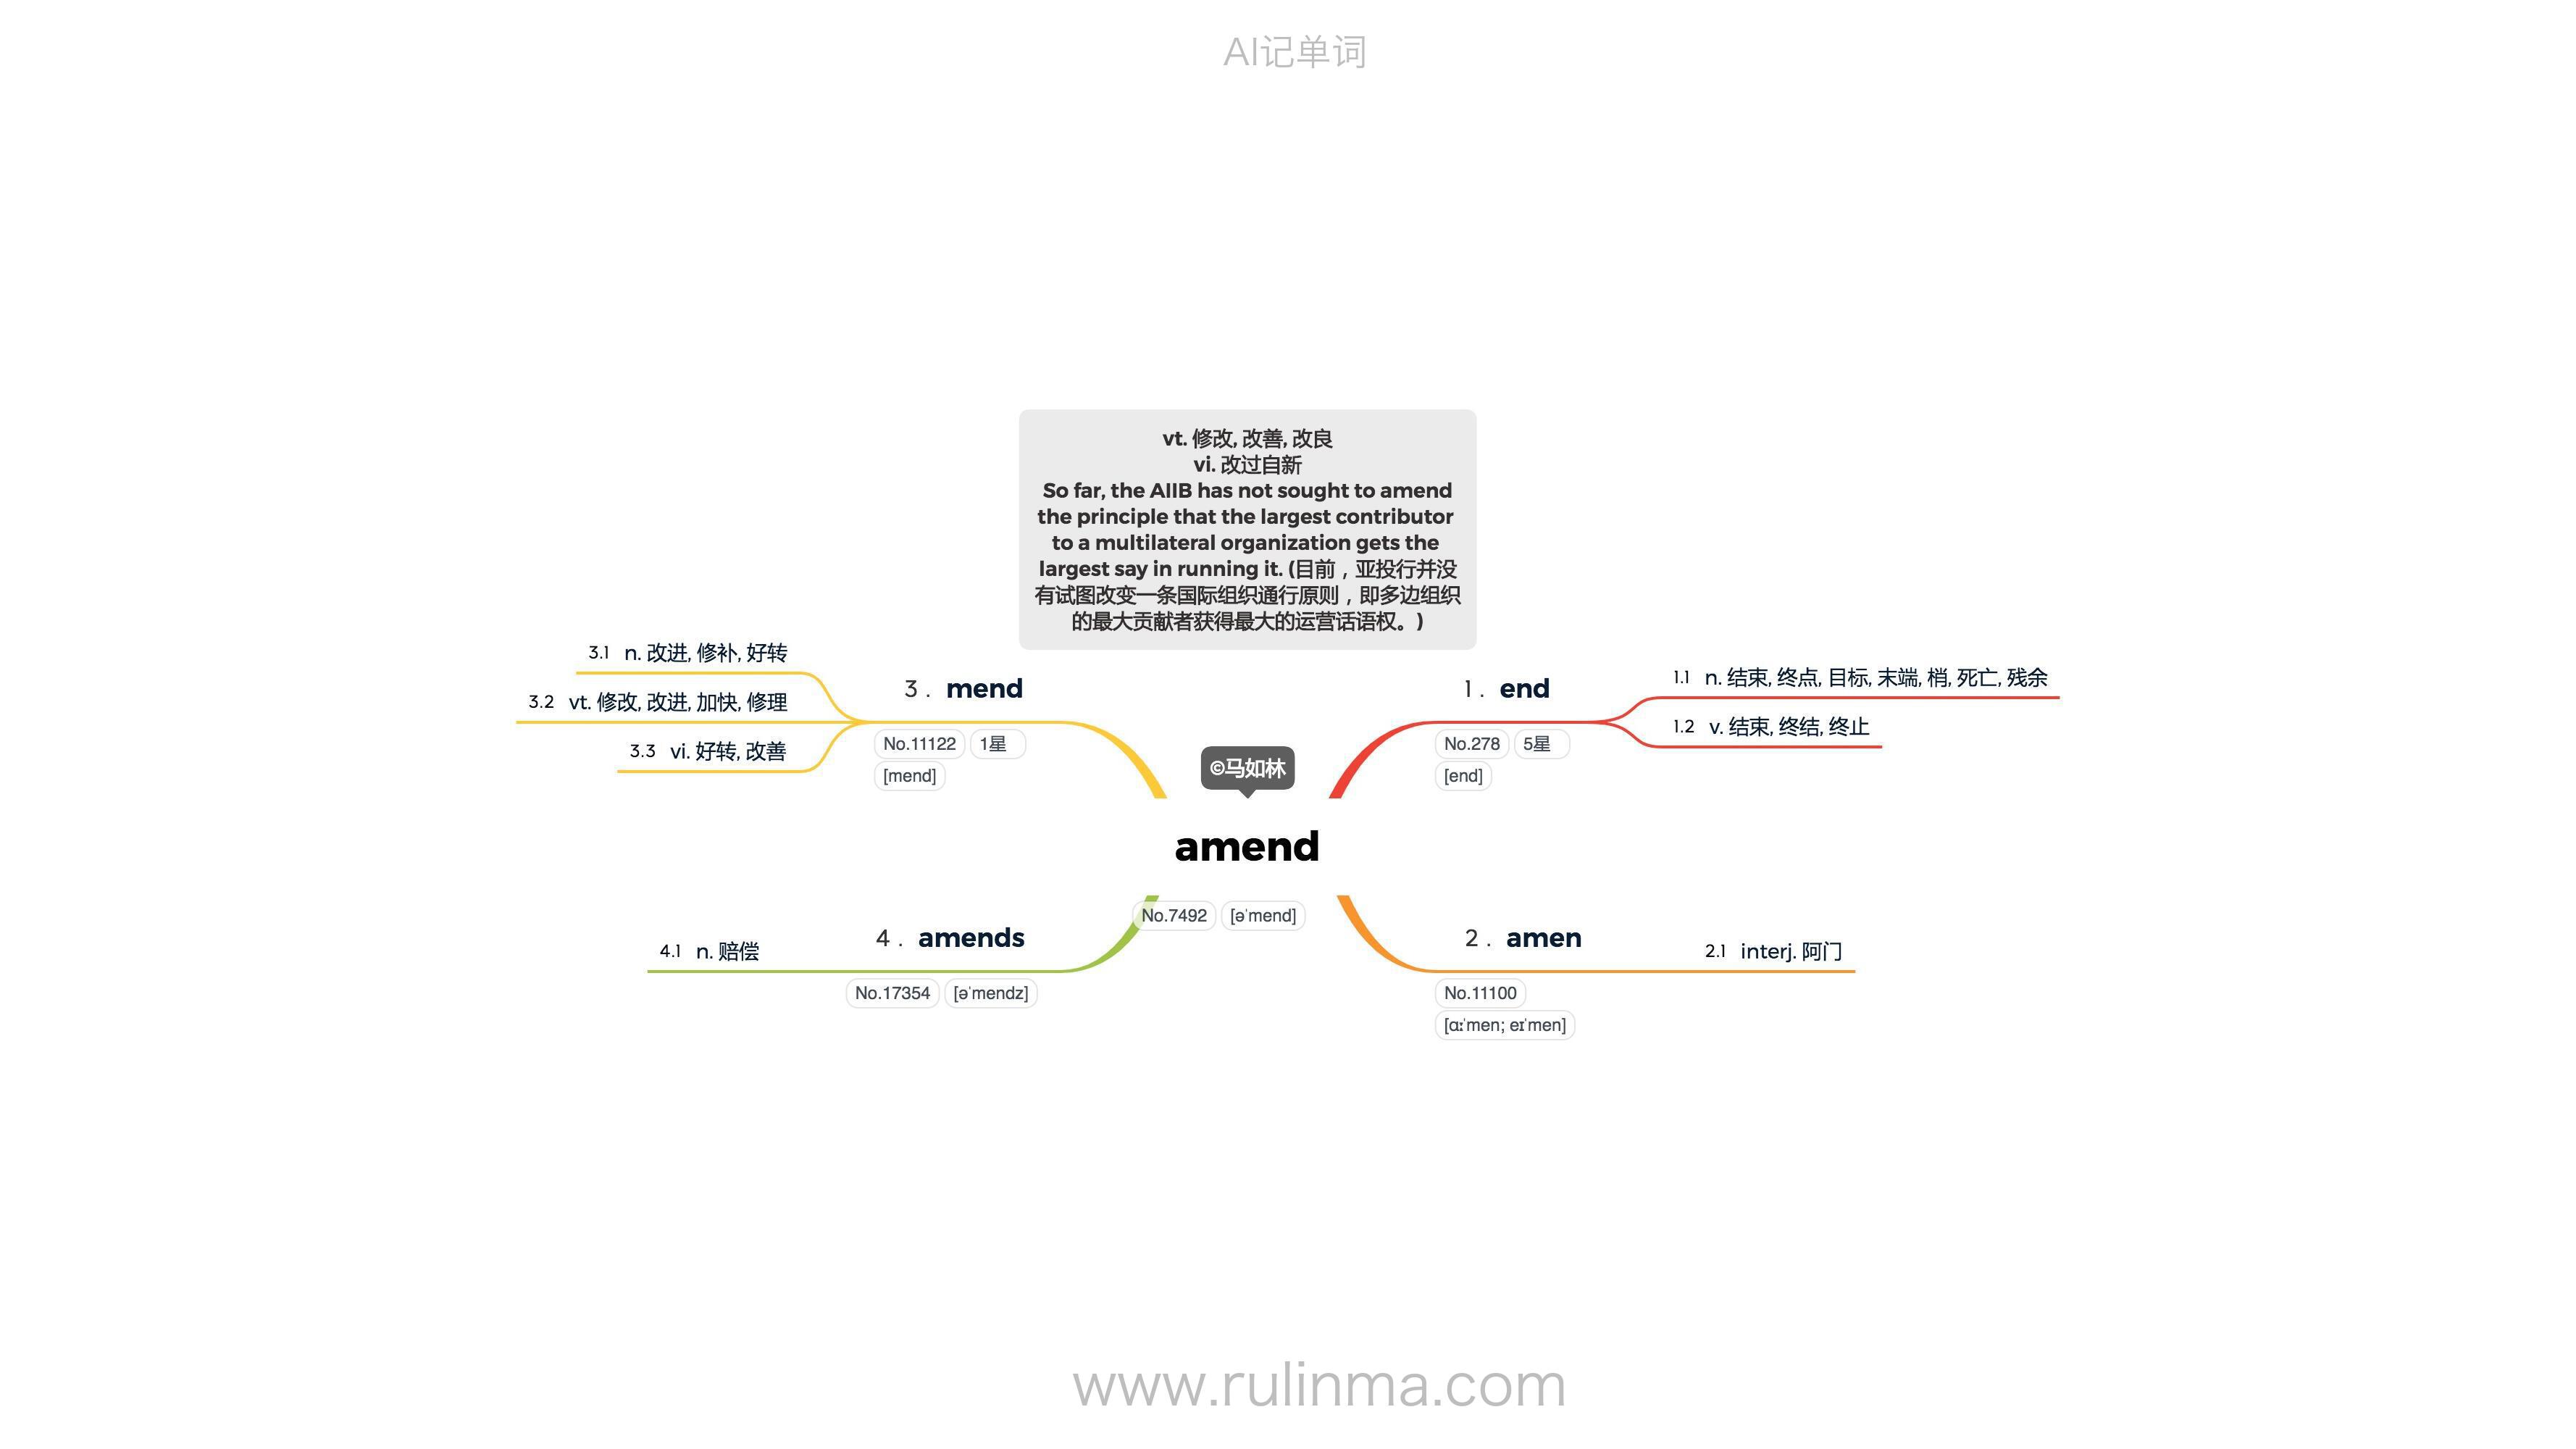 AI记单词
vt. 修改, 改善, 改良
vi. 改过自新
So far, the AIIB has not sought to amend
the principle that the largest contributor
to a multilateral organization gets the
largest say in running it. (目前，亚投行并没
有试图改变一条国际组织通行原则，即多边组织
的最大贡献者获得最大的运营话语权。)
©马如林
amend
No.7492 [əˈmend]
1. end
No.278 5星
[end]
1.1 n. 结束, 终点, 目标, 末端, 梢, 死亡, 残余
1.2 v. 结束, 终结, 终止
2. amen
No.11100
[ɑːˈmen; eɪˈmen]
2.1 interj. 阿门
3. mend
No.11122 1星
[mend]
3.1 n. 改进, 修补, 好转
3.2 vt. 修改, 改进, 加快, 修理
3.3 vi. 好转, 改善
4. amends
No.17354 [əˈmendz]
4.1 n. 赔偿
www.rulinma.com